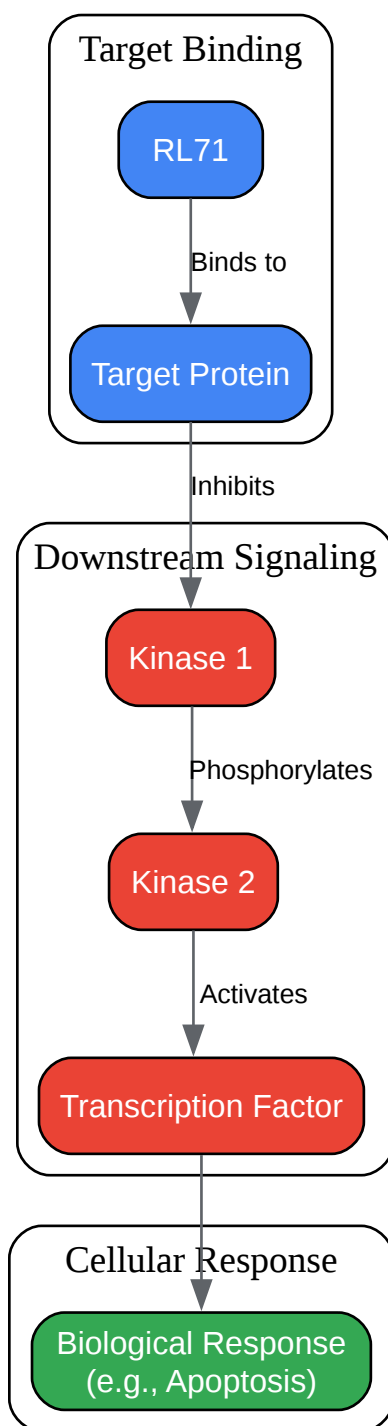 Target Binding
RL71
Binds to
Target Protein
Inhibits
Downstream Signaling
Kinase 1
Phosphorylates
Kinase 2
Activates
Transcription Factor
Cellular Response
Biological Response
(e.g., Apoptosis)